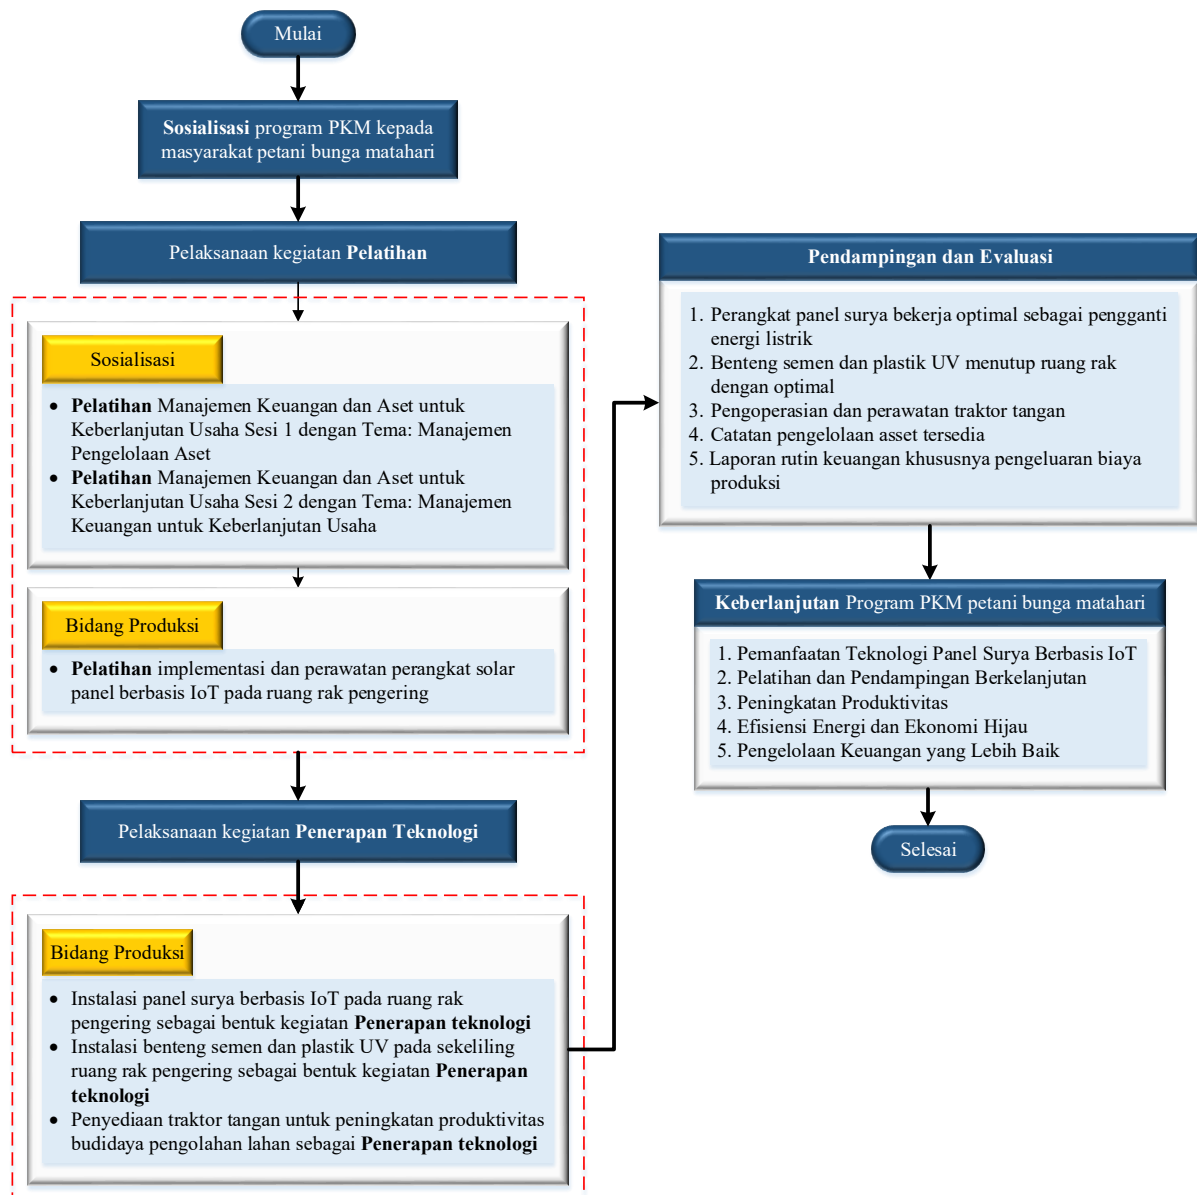 Mulai
Sosialisasi program PKM kepada
masyarakat petani bunga matahari
Pelaksanaan kegiatan Pelatihan
Sosialisasi
• Pelatihan Manajemen Keuangan dan Aset untuk
Keberlanjutan Usaha Sesi 1 dengan Tema: Manajemen
Pengelolaan Aset
• Pelatihan Manajemen Keuangan dan Aset untuk
Keberlanjutan Usaha Sesi 2 dengan Tema: Manajemen
Keuangan untuk Keberlanjutan Usaha
Bidang Produksi
• Pelatihan implementasi dan perawatan perangkat solar
panel berbasis IoT pada ruang rak pengering
Pelaksanaan kegiatan Penerapan Teknologi
Bidang Produksi
• Instalasi panel surya berbasis IoT pada ruang rak
pengering sebagai bentuk kegiatan Penerapan teknologi
• Instalasi benteng semen dan plastik UV pada sekeliling
ruang rak pengering sebagai bentuk kegiatan Penerapan
teknologi
• Penyediaan traktor tangan untuk peningkatan produktivitas
budidaya pengolahan lahan sebagai Penerapan teknologi
Pendampingan dan Evaluasi
1. Perangkat panel surya bekerja optimal sebagai pengganti
energi listrik
2. Benteng semen dan plastik UV menutup ruang rak
dengan optimal
3. Pengoperasian dan perawatan traktor tangan
4. Catatan pengelolaan asset tersedia
5. Laporan rutin keuangan khususnya pengeluaran biaya
produksi
Keberlanjutan Program PKM petani bunga matahari
1. Pemanfaatan Teknologi Panel Surya Berbasis IoT
2. Pelatihan dan Pendampingan Berkelanjutan
3. Peningkatan Produktivitas
4. Efisiensi Energi dan Ekonomi Hijau
5. Pengelolaan Keuangan yang Lebih Baik
Selesai